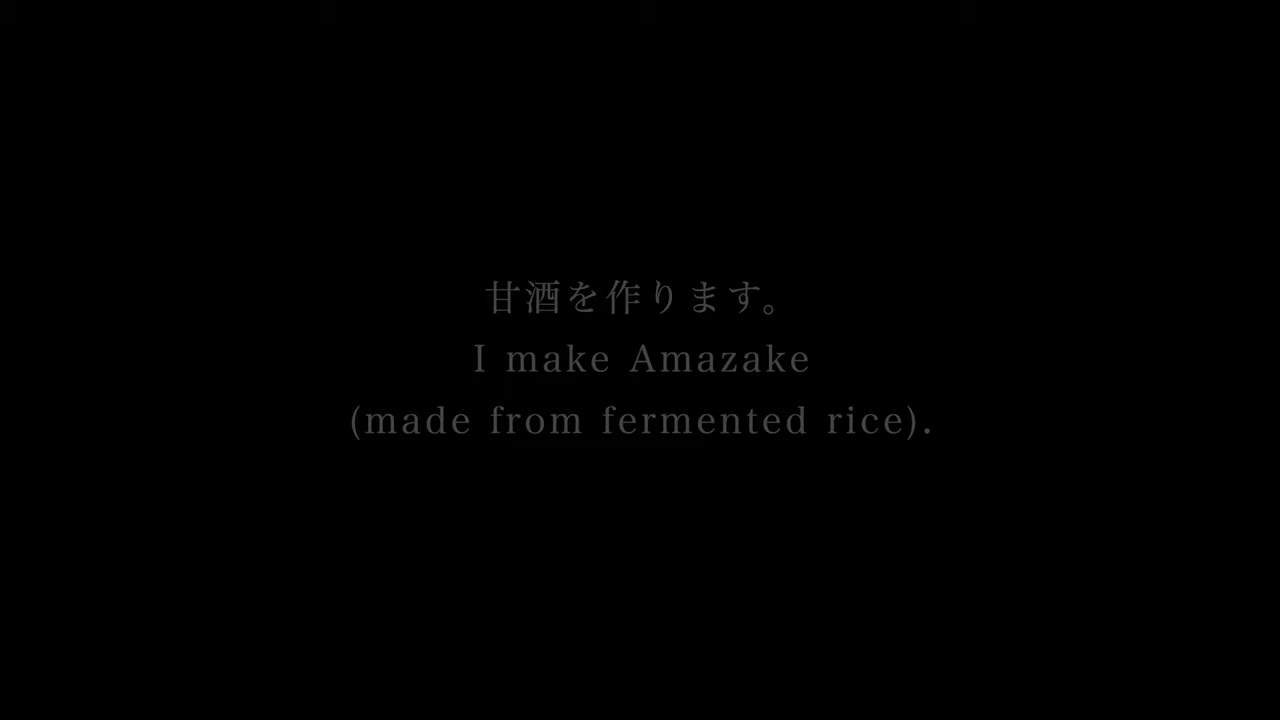 甘酒を作ります。
I make Amazake
(made from fermented rice).